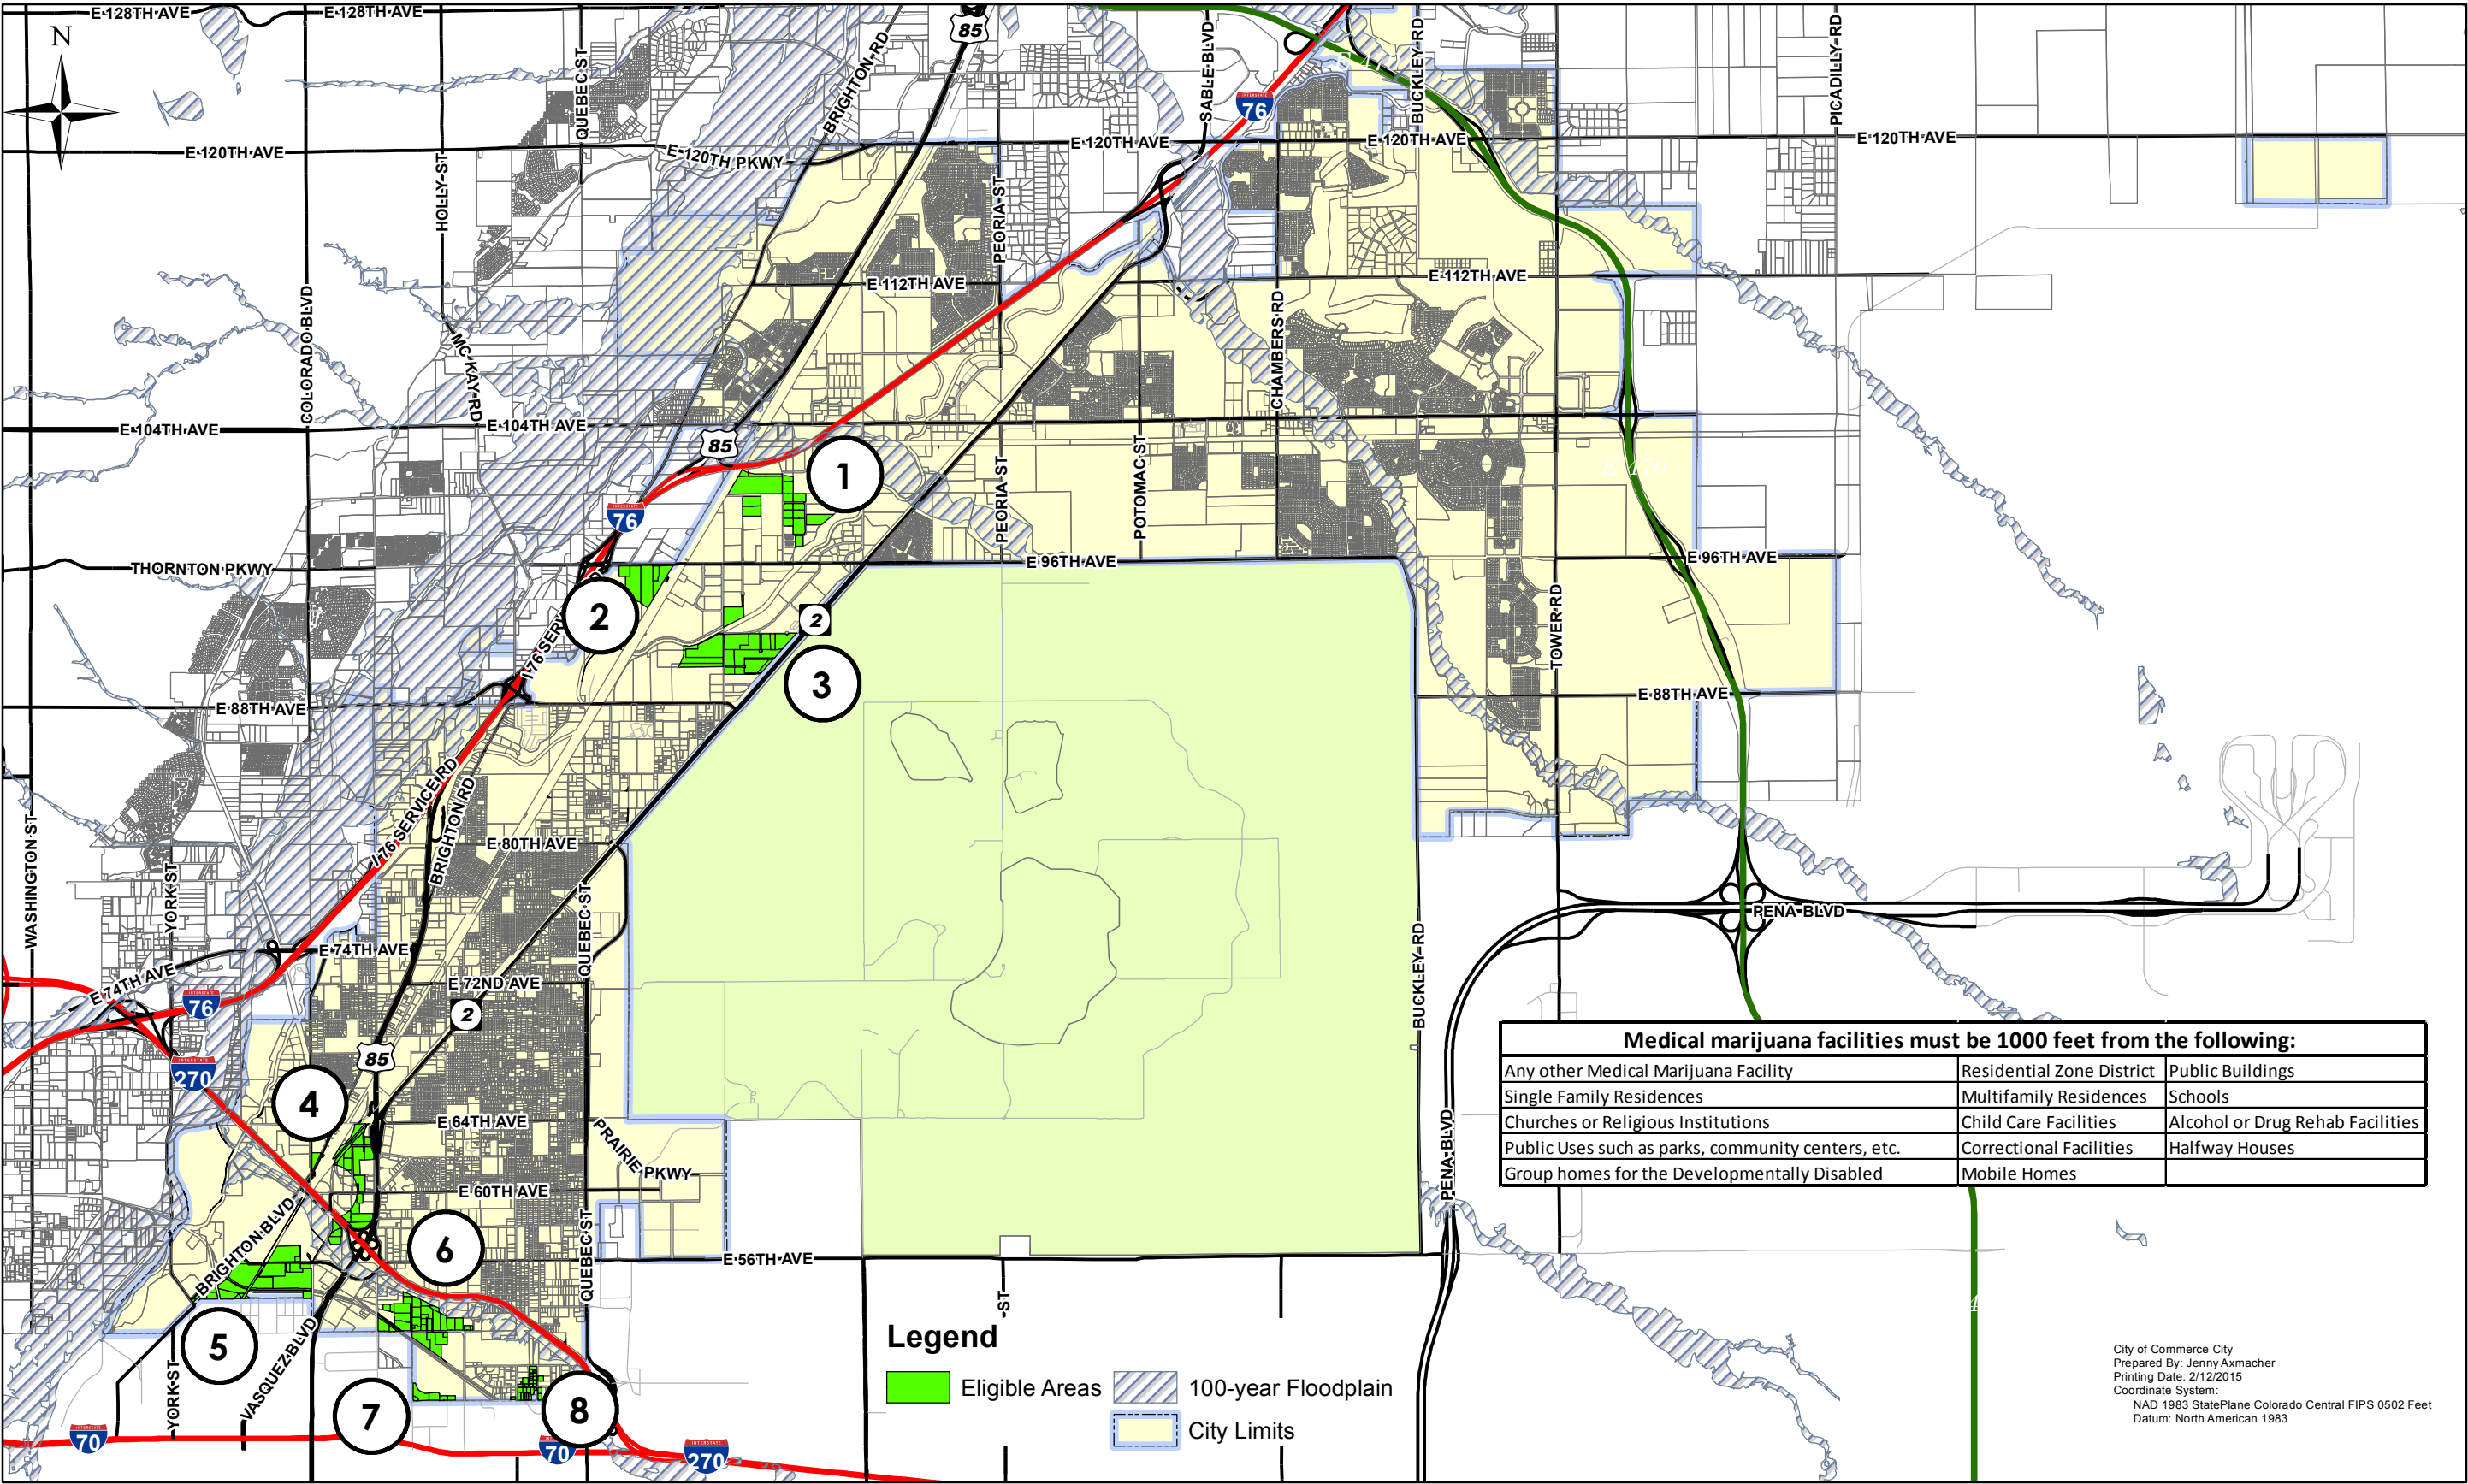 E 128TH AVE
E 128TH AVE
N
85
E 120TH AVE
E 120TH PKWY
E 120TH AVE
E 120TH AVE
E 120TH AVE
QUEBEC ST
BRIGHTON RD
SABLE BLVD
BUCKLEY RD
PICADILLY RD
INTERSTATE
76
HOLLY ST
PEORIA ST
E 112TH AVE
E 112TH AVE
COLORADO BLVD
MC KAY RD
CHAMBERS RD
E 104TH AVE
E 104TH AVE
85
1
E 470
PEORIA ST
POTOMAC ST
INTERSTATE
76
THORNTON PKWY
E 96TH AVE
E 96TH AVE
2
2
I-76 SERV
3
TOWER RD
E 88TH AVE
E 88TH AVE
I-76 SERVICE RD
BRIGHTON RD
E 80TH AVE
WASHINGTON ST
YORK ST
QUEBEC ST
PENA BLVD
E 74TH AVE
E 74TH AVE
E 72ND AVE
BUCKLEY RD
INTERSTATE
76
2
85
INTERSTATE
270
4
E 64TH AVE
PRAIRIE PKWY
E 60TH AVE
PENA BLVD
BRIGHTON BLVD
6
QUEBEC ST
E 56TH AVE
ST
5
VASQUEZ BLVD
YORK ST
7
8
INTERSTATE
70
INTERSTATE
70
INTERSTATE
270
Medical marijuana facilities must be 1000 feet from the following:
Any other Medical Marijuana Facility Residential Zone District Public Buildings
Single Family Residences Multifamily Residences Schools
Churches or Religious Institutions Child Care Facilities Alcohol or Drug Rehab Facilities
Public Uses such as parks, community centers, etc. Correctional Facilities Halfway Houses
Group homes for the Developmentally Disabled Mobile Homes
Legend
Eligible Areas
100-year Floodplain
City Limits
City of Commerce City
Prepared By: Jenny Axmacher
Printing Date: 2/12/2015
Coordinate System:
NAD 1983 StatePlane Colorado Central FIPS 0502 Feet
Datum: North American 1983